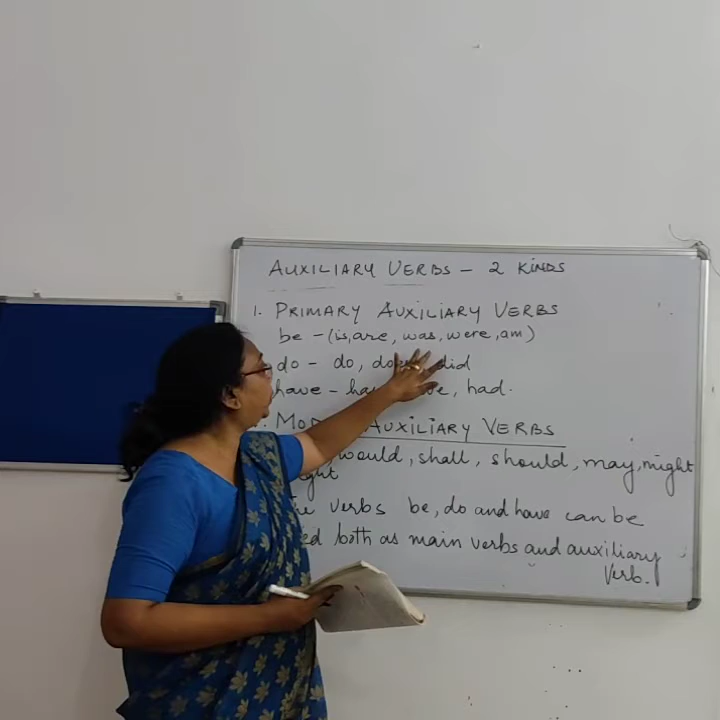 AUXILIARY VERBS - 2 KINDS
1. PRIMARY AUXILIARY VERBS
be - (is, are, was, were, am)
do - do, does, did
have - had.
AUXILIARY VERBS
would, shall, should, may, might
verbs be, do and have can be
both as main verbs and auxiliary
verb.